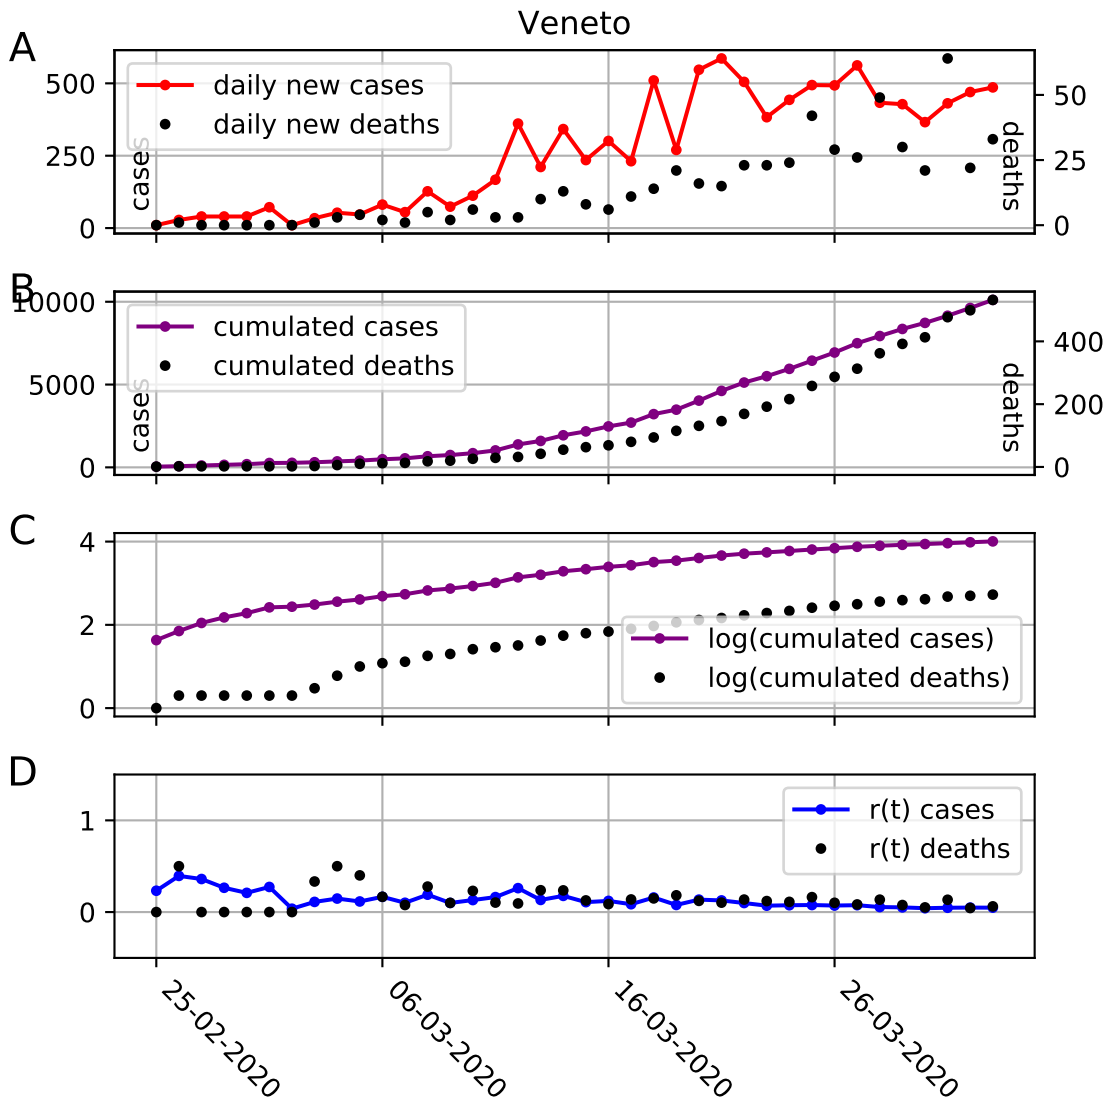 Veneto
A
daily new cases
daily new deaths
500
250
0
cases
50
25
0
deaths
B
cumulated cases
cumulated deaths
10000
5000
0
cases
400
200
0
deaths
C
4
2
0
log(cumulated cases)
log(cumulated deaths)
D
1
0
r(t) cases
r(t) deaths
25-02-2020
06-03-2020
16-03-2020
26-03-2020